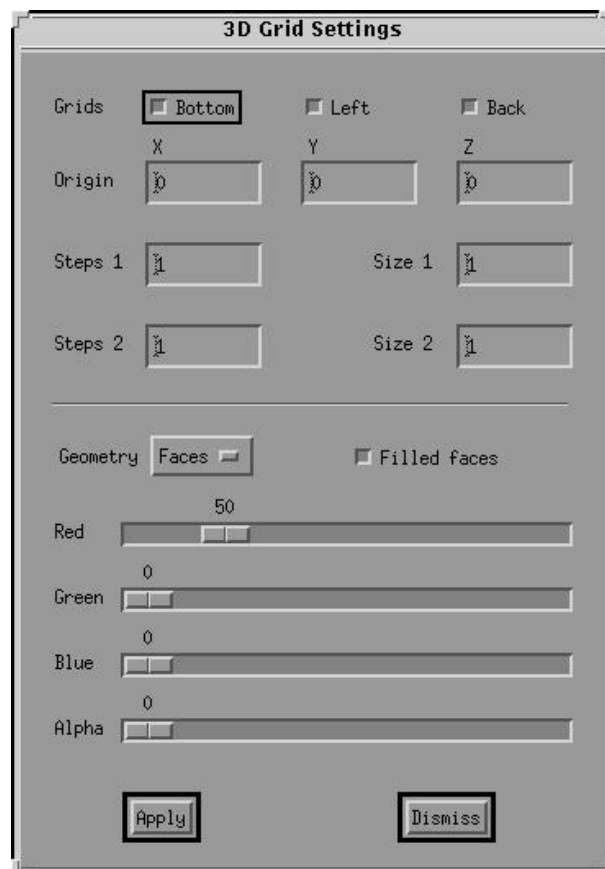 3D Grid Settings
Grids Bottom Left Back
X Y Z
Origin 0 0 0
Steps 1 1 Size 1 1
Steps 2 1 Size 2 1
Geometry Faces Filled faces
50
Red
0
Green
0
Blue
0
Alpha
Apply Dismiss